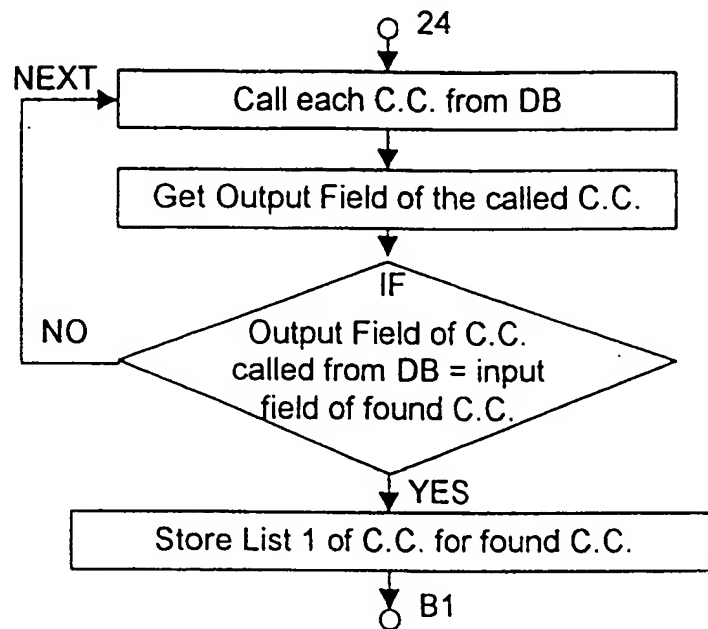 24
NEXT
Call each C.C. from DB
Get Output Field of the called C.C.
IF
NO
Output Field of C.C.
called from DB = input
field of found C.C.
YES
Store List 1 of C.C. for found C.C.
B1